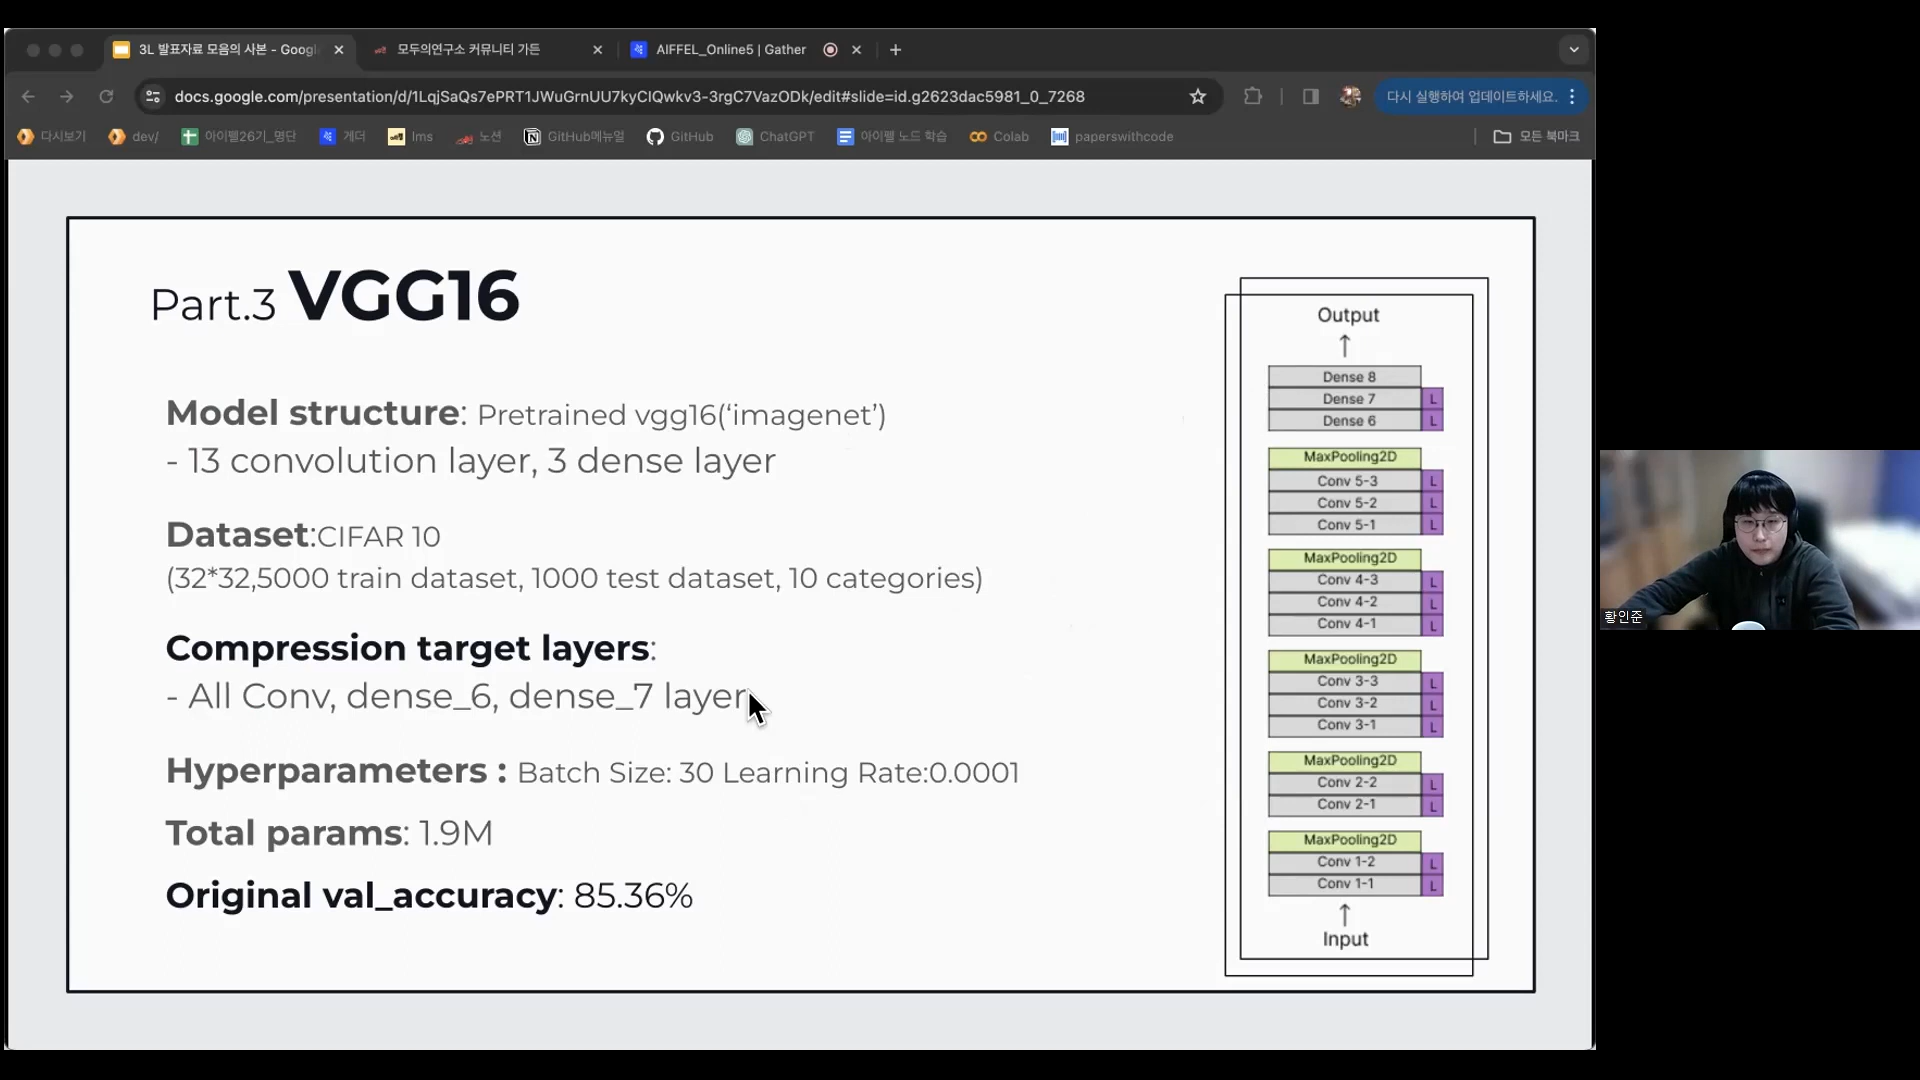 3L 발표자료 모음의 사본 - Googl
모두의연구소 커뮤니티 가든
AIFFEL_Online5 | Gather
docs.google.com/presentation/d/1LqjSaQs7ePRT1JWuGrnUU7kyCIQwkv3-3rgC7VazODk/edit#slide=id.g2623dac5981_0_7268
다시 실행하여 업데이트하세요.
다시보기
dev/
아이펠26기_명단
게더
lms
노션
GitHub메뉴얼
GitHub
ChatGPT
아이펠 노드 학습
Colab
paperswithcode
모든 북마크
Part.3 VGG16
Model structure: Pretrained vgg16(‘imagenet’)
- 13 convolution layer, 3 dense layer
Dataset:CIFAR 10
(32*32,5000 train dataset, 1000 test dataset, 10 categories)
Compression target layers:
- All Conv, dense_6, dense_7 layer
Hyperparameters : Batch Size: 30 Learning Rate:0.0001
Total params: 1.9M
Original val_accuracy: 85.36%
Output
Dense 8
Dense 7 L
Dense 6 L
MaxPooling2D
Conv 5-3 L
Conv 5-2 L
Conv 5-1 L
MaxPooling2D
Conv 4-3 L
Conv 4-2 L
Conv 4-1 L
MaxPooling2D
Conv 3-3 L
Conv 3-2 L
Conv 3-1 L
MaxPooling2D
Conv 2-2 L
Conv 2-1 L
MaxPooling2D
Conv 1-2 L
Conv 1-1 L
Input
황인준